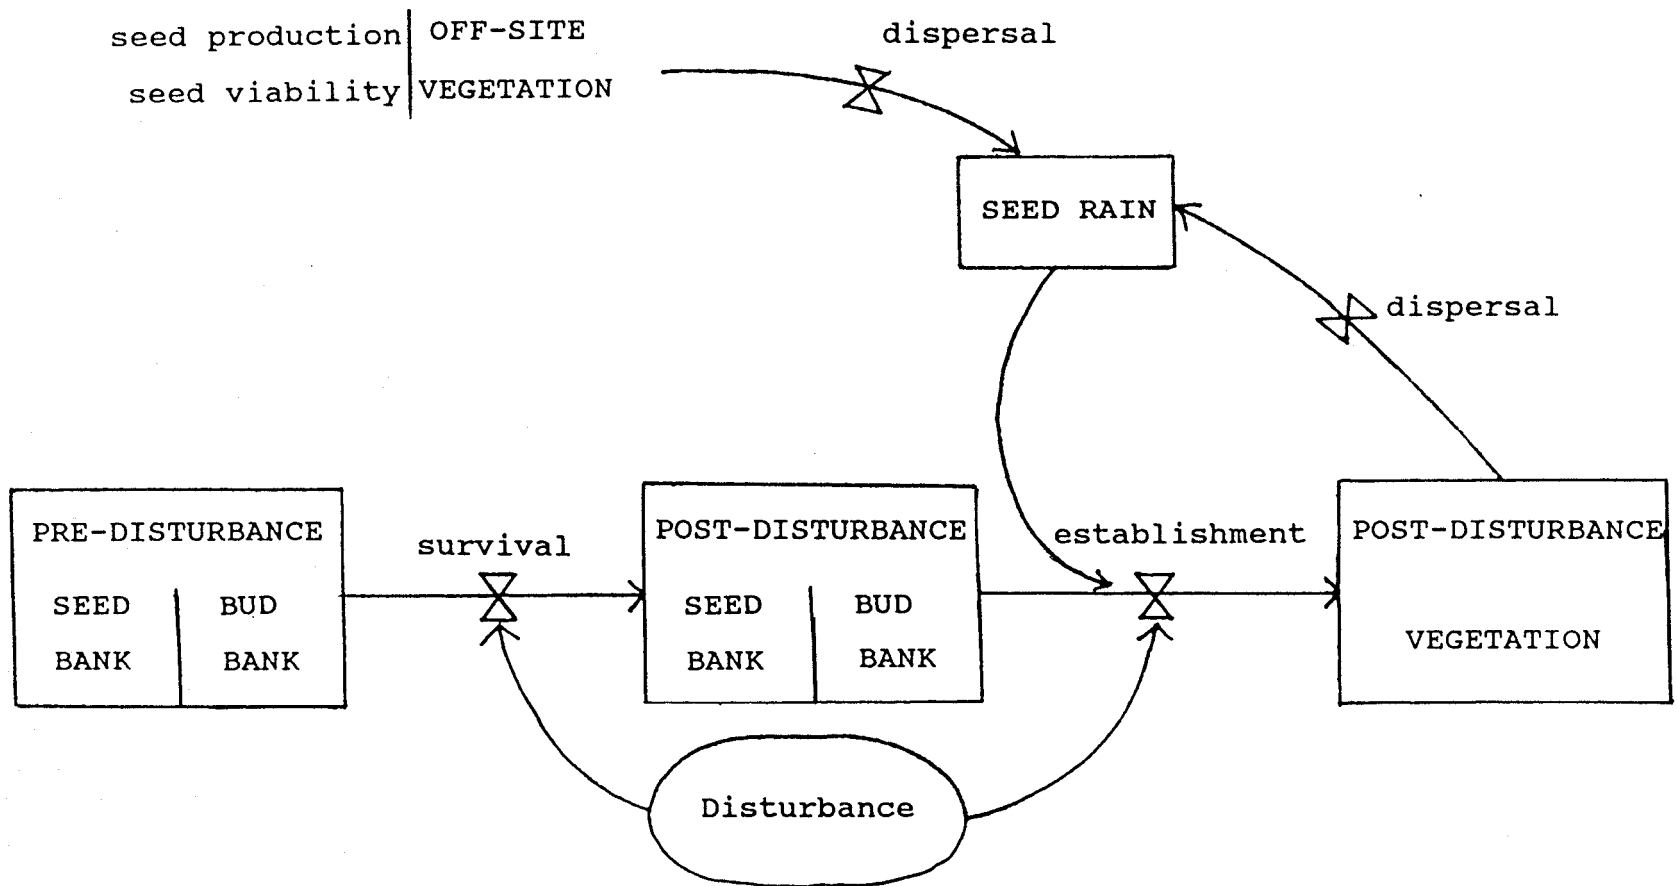 seed production OFF-SITE
seed viability VEGETATION
dispersal
SEED RAIN
dispersal
PRE-DISTURBANCE
SEED BUD
BANK BANK
survival
POST-DISTURBANCE
SEED BUD
BANK BANK
establishment
POST-DISTURBANCE
VEGETATION
Disturbance